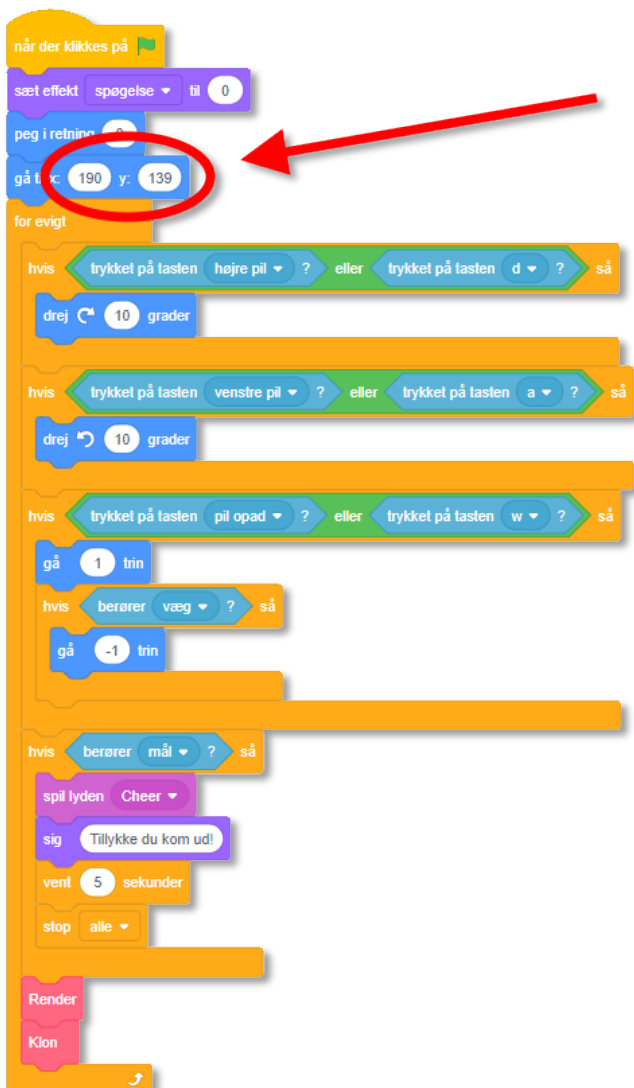 når der klikkes på
sæt effekt spøgelse til 0
peg i retning
gå til x: 190 y: 139
for evigt
hvis trykket på tasten højre pil ? eller trykket på tasten d ? så
drej 10 grader
hvis trykket på tasten venstre pil ? eller trykket på tasten a ? så
drej 10 grader
hvis trykket på tasten pil opad ? eller trykket på tasten w ? så
gå 1 trin
hvis berører væg ? så
gå -1 trin
hvis berører mål ? så
spil lyden Cheer
sig Tillykke du kom ud!
vent 5 sekunder
stop alle
Render
Klon